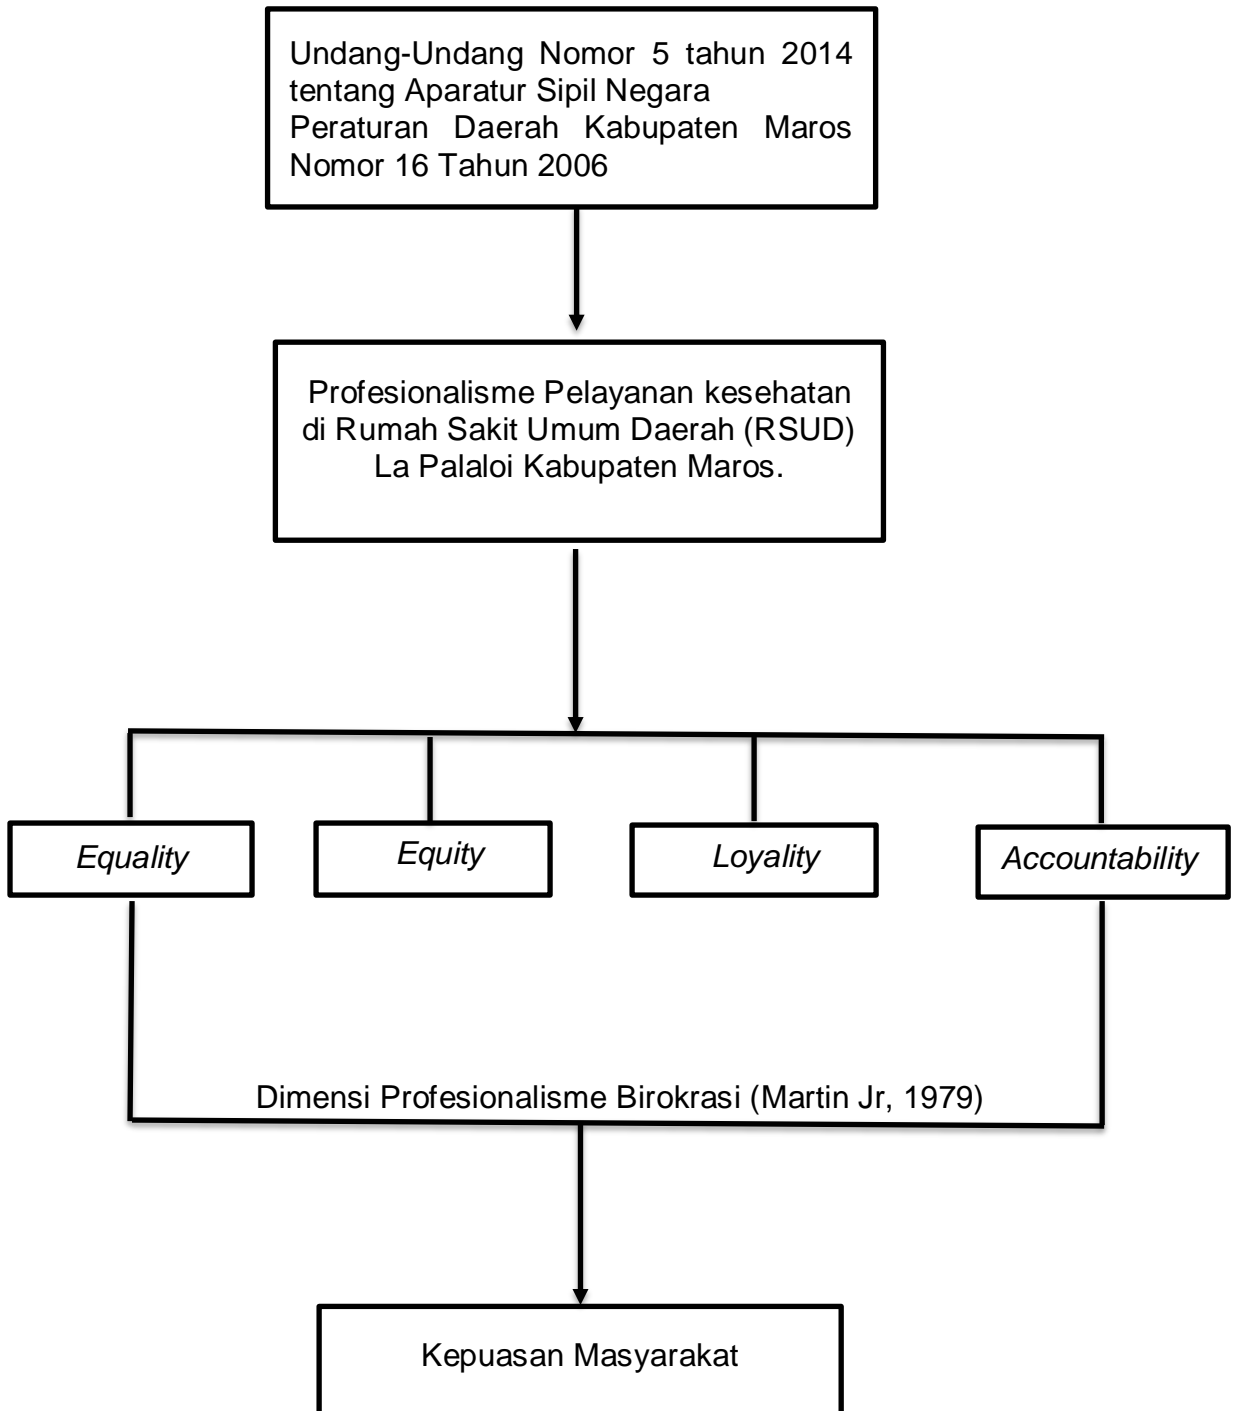 Undang-Undang Nomor 5 tahun 2014
tentang Aparatur Sipil Negara
Peraturan Daerah Kabupaten Maros
Nomor 16 Tahun 2006
Profesionalisme Pelayanan kesehatan
di Rumah Sakit Umum Daerah (RSUD)
La Palaloi Kabupaten Maros.
Equality
Equity
Loyality
Accountability
Dimensi Profesionalisme Birokrasi (Martin Jr, 1979)
Kepuasan Masyarakat